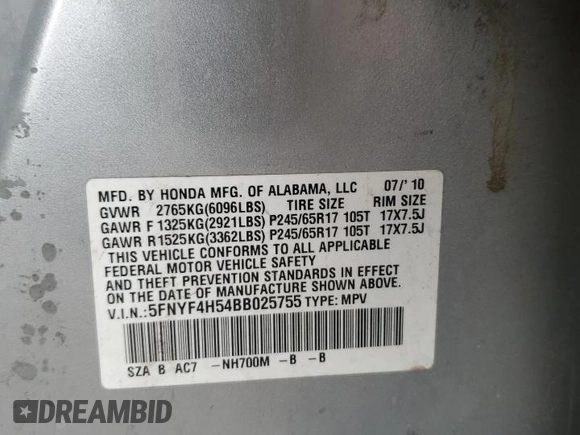 MFD. BY HONDA MFG. OF ALABAMA, LLC 07/'10
GVWR 2765KG(6096LBS) TIRE SIZE RIM SIZE
GAWR F 1325KG(2921LBS) P245/65R17 105T 17X7.5J
GAWR R 1525KG(3362LBS) P245/65R17 105T 17X7.5J
THIS VEHICLE CONFORMS TO ALL APPLICABLE
FEDERAL MOTOR VEHICLE SAFETY
AND THEFT PREVENTION STANDARDS IN EFFECT
ON THE DATE OF MANUFACTURE SHOWN ABOVE.
V.I.N.:5FNYF4H54BB025755 TYPE: MPV
SZA B AC7 -NH700M -B -B
DREAMBID